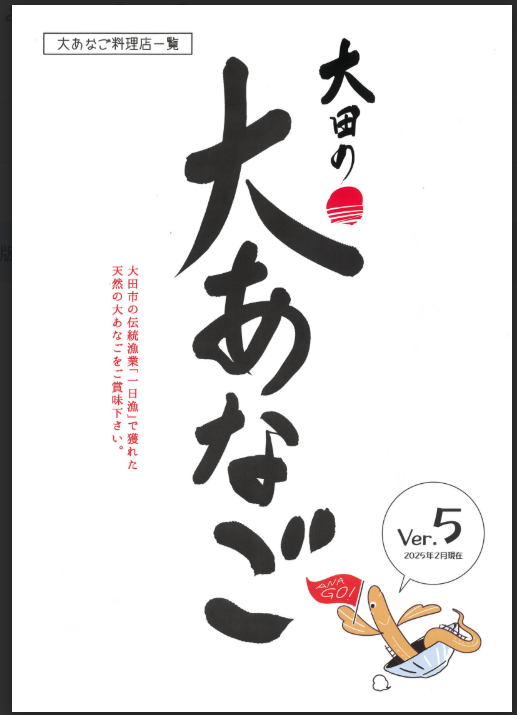 大あなご料理店一覧
大田の
大あなご
大田市の伝統漁業「一日漁」で獲れた
天然の大あなごをご賞味下さい。
Ver.5
2025年2月現在
ANA
GO!